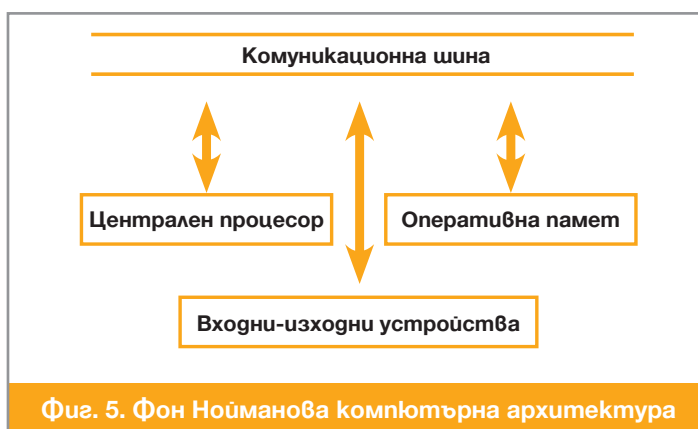 Комуникационна шина
Централен процесор
Оперативна памет
Входни-изходни устройства
Фиг. 5. Фон Нойманова компютърна архитектура